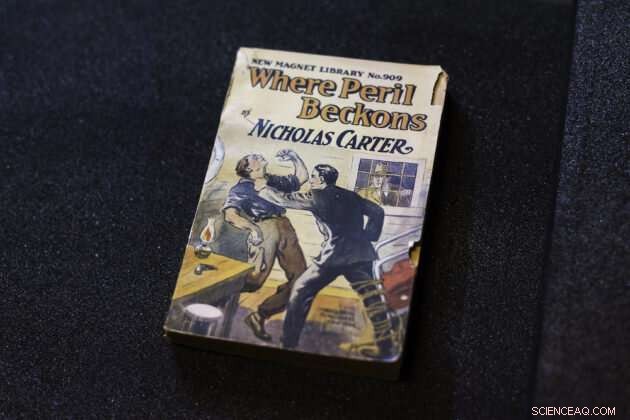 NEW MAGNET LIBRARY No. 909
Where Peril
Beckons
by
NICHOLAS CARTER
SCIENCEAQ.COM